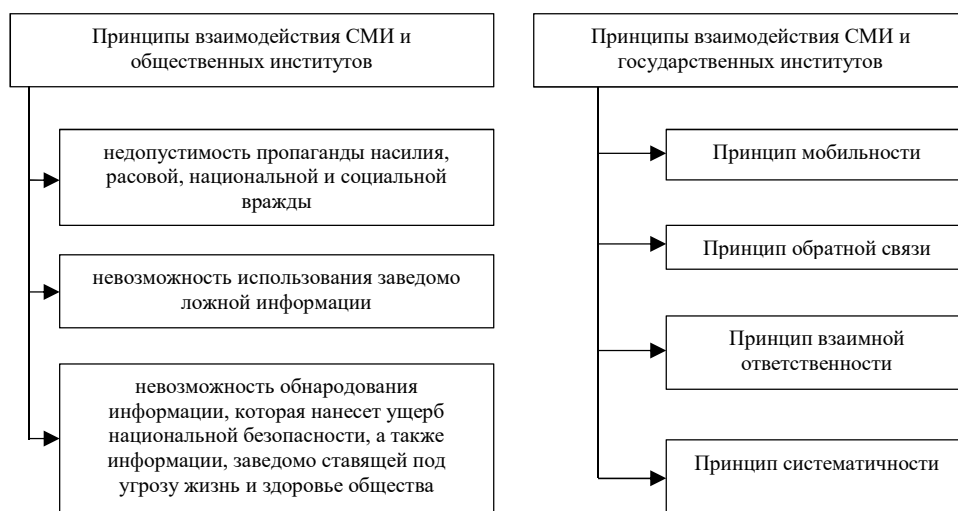 Принципы взаимодействия СМИ и
общественных институтов
недопустимость пропаганды насилия,
расовой, национальной и социальной
вражды
невозможность использования заведомо
ложной информации
невозможность обнародования
информации, которая нанесет ущерб
национальной безопасности, а также
информации, заведомо ставящей под
угрозу жизнь и здоровье общества
Принципы взаимодействия СМИ и
государственных институтов
Принцип мобильности
Принцип обратной связи
Принцип взаимной
ответственности
Принцип систематичности